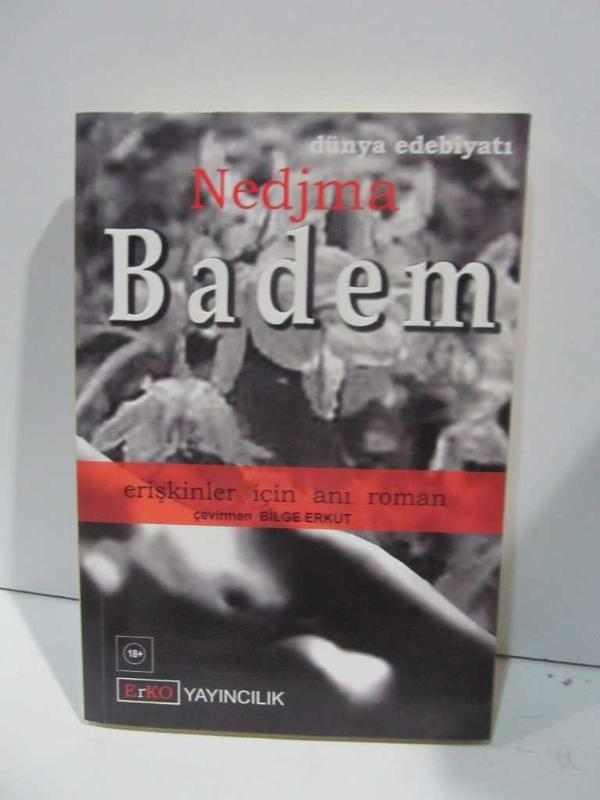 dünya edebiyatı
Nedjma
Badem
erişkinler için anı roman
çevirmen BİLGE ERKUT
18+
ErKO YAYINCILIK